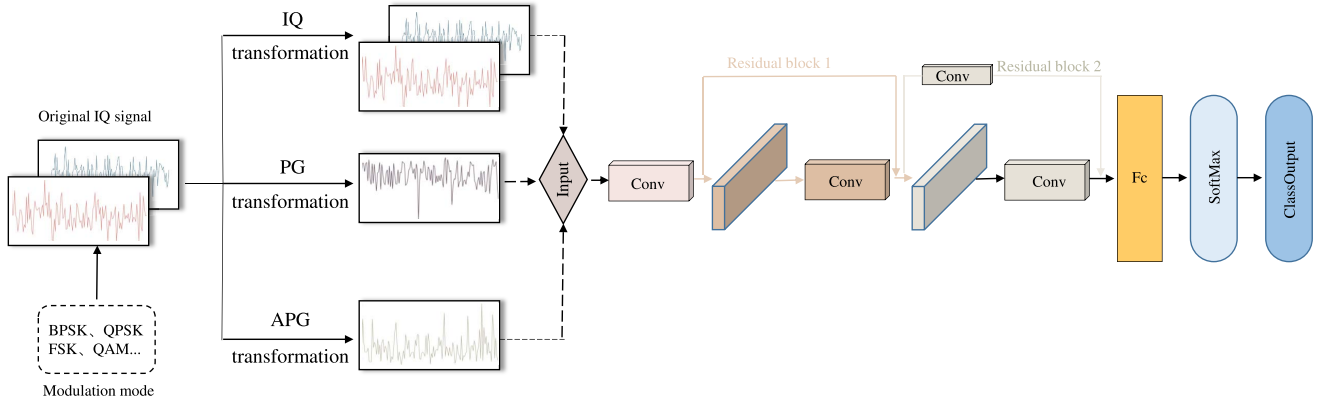 Original IQ signal
BPSK、QPSK
FSK、QAM...
Modulation mode
IQ
transformation
PG
transformation
APG
transformation
Input
Conv
Residual block 1
Conv
Conv
Residual block 2
Conv
Fc
SoftMax
ClassOutput